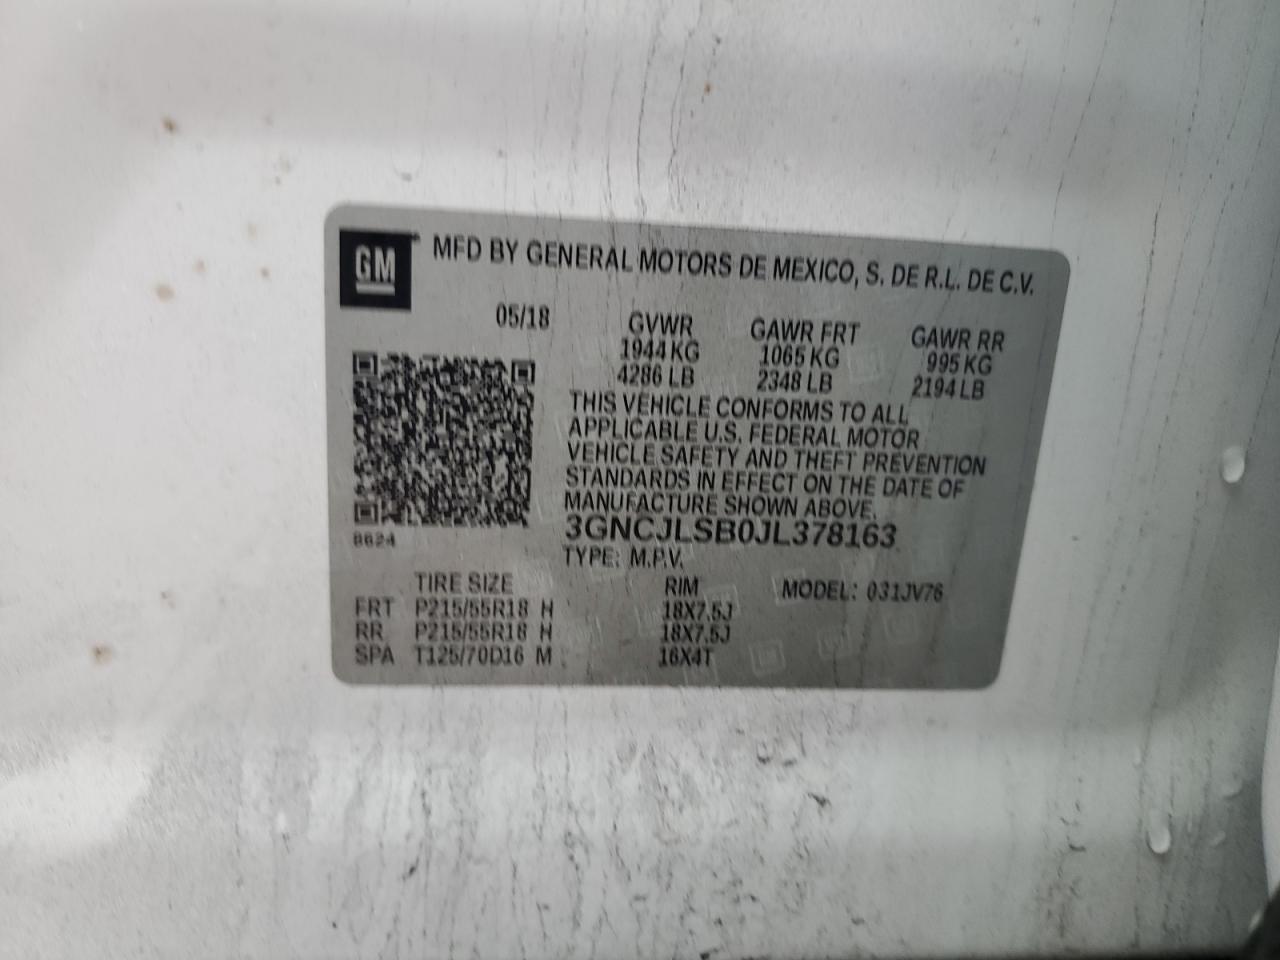 GM MFD BY GENERAL MOTORS DE MEXICO, S. DE R.L. DE C.V.
05/18 GVWR GAWR FRT GAWR RR
1944 KG 1065 KG 995 KG
4286 LB 2348 LB 2194 LB
THIS VEHICLE CONFORMS TO ALL
APPLICABLE U.S. FEDERAL MOTOR
VEHICLE SAFETY AND THEFT PREVENTION
STANDARDS IN EFFECT ON THE DATE OF
MANUFACTURE SHOWN ABOVE.
3GNCJLSB0JL378163
8624
TYPE: M.P.V.
TIRE SIZE RIM MODEL: 031JV76
FRT P215/55R18 H 18X7.5J
RR P215/55R18 H 18X7.5J
SPA T125/70D16 M 16X4T